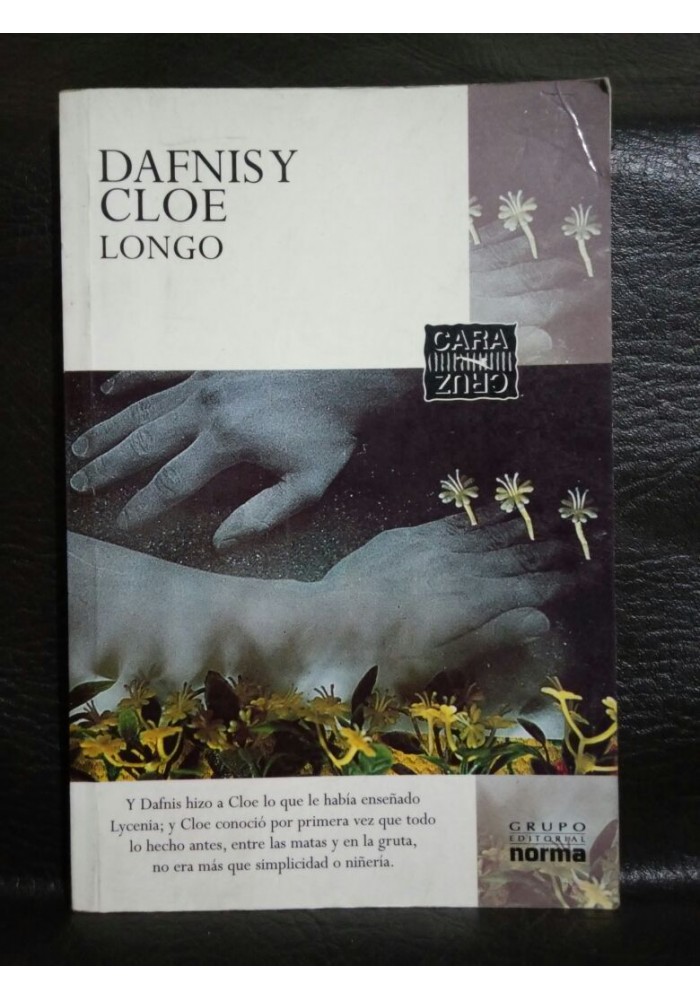 DAFNIS Y
CLOE
LONGO
CARA
CRUZ
Y Dafnis hizo a Cloe lo que le había enseñado
Lycenia; y Cloe conoció por primera vez que todo
lo hecho antes, entre las matas y en la gruta,
no era más que simplicidad o niñería.
GRUPO
EDITORIAL
norma